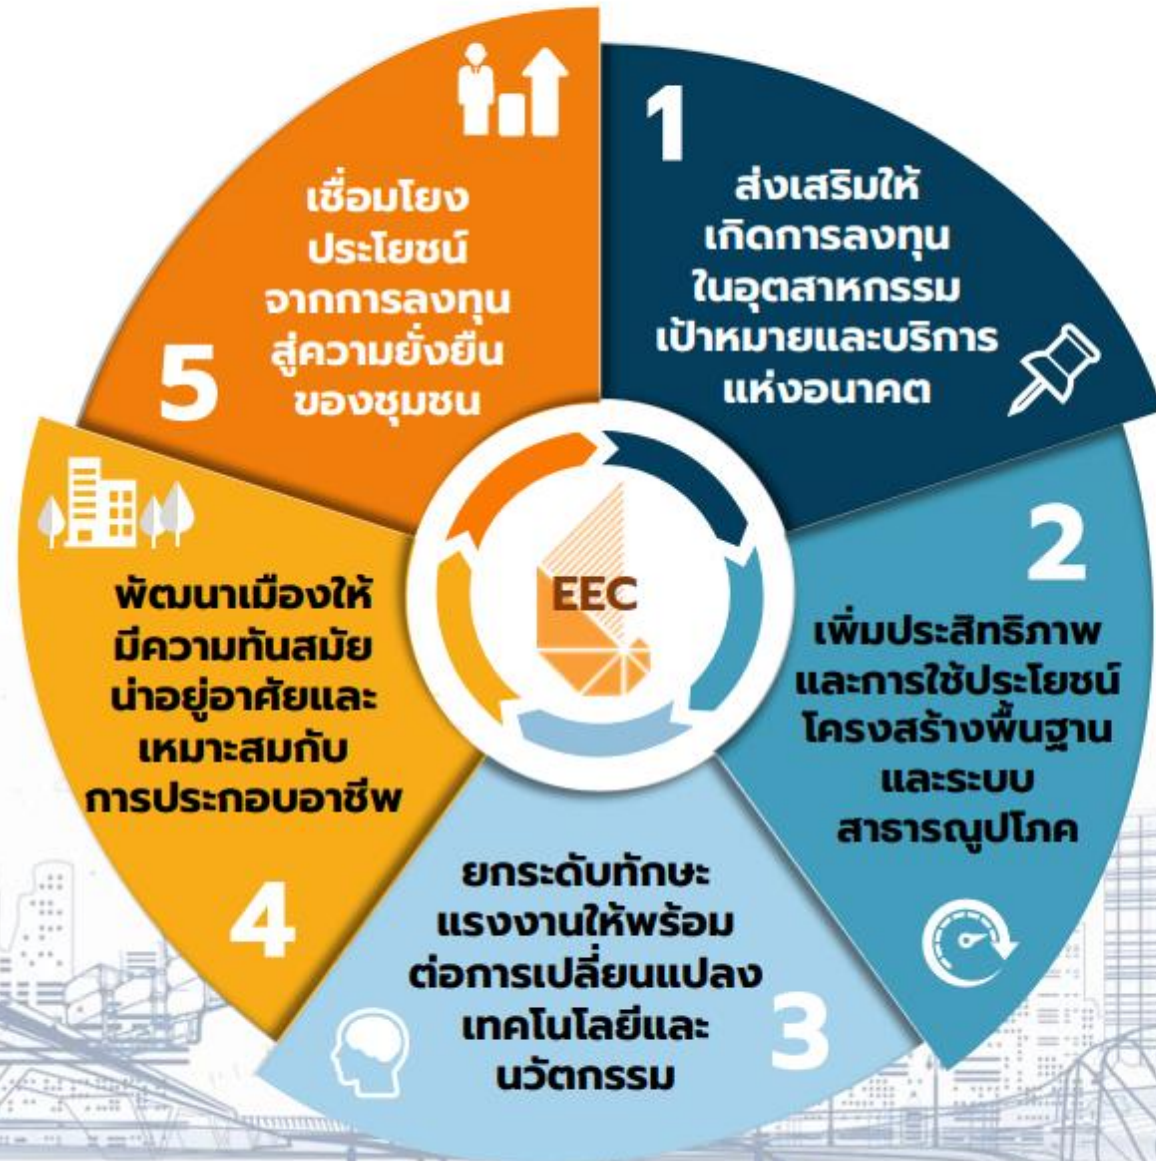 1
ส่งเสริมให้
เกิดการลงทุน
ในอุตสาหกรรม
เป้าหมายและบริการ
แห่งอนาคต
2
เพิ่มประสิทธิภาพ
และการใช้ประโยชน์
โครงสร้างพื้นฐาน
และระบบ
สาธารณูปโภค
ยกระดับทักษะ
แรงงานให้พร้อม
ต่อการเปลี่ยนแปลง
เทคโนโลยีและ
นวัตกรรม
3
พัฒนาเมืองให้
มีความทันสมัย
น่าอยู่อาศัยและ
เหมาะสมกับ
การประกอบอาชีพ
4
เชื่อมโยง
ประโยชน์
จากการลงทุน
สู่ความยั่งยืน
ของชุมชน
5
EEC